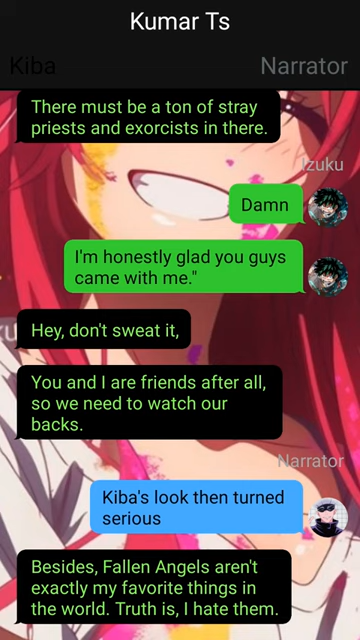 Kumar Ts
Kiba
Narrator
There must be a ton of stray
priests and exorcists in there.
Izuku
Damn
I'm honestly glad you guys
came with me."
Hey, don't sweat it,
You and I are friends after all,
so we need to watch our
backs.
Narrator
Kiba's look then turned
serious
Besides, Fallen Angels aren't
exactly my favorite things in
the world. Truth is, I hate them.